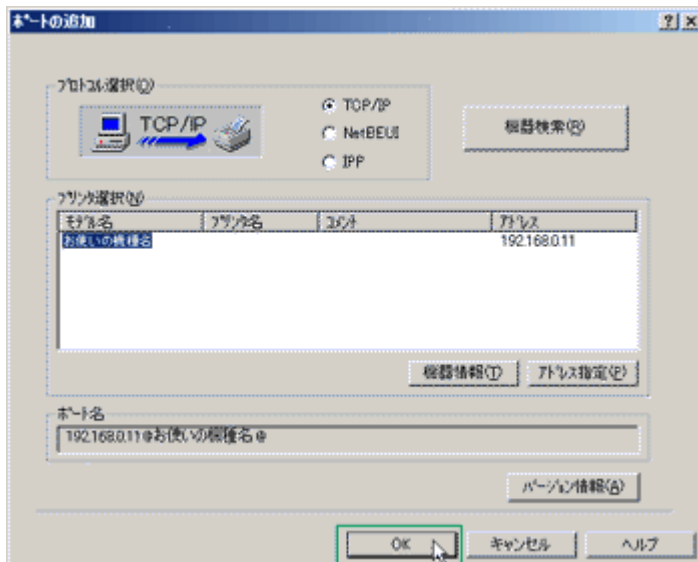 ポートの追加
プロトコル選択(O)
TCP/IP
TCP/IP
NetBEUI
IPP
機器検索(R)
プリンタ選択(N)
モデル名 プリンタ名 コメント アドレス
お使いの機種名 192.168.0.11
機器情報(T) アドレス指定(P)
ポート名
192.168.0.11@お使いの機種名@
バージョン情報(A)
OK キャンセル ヘルプ